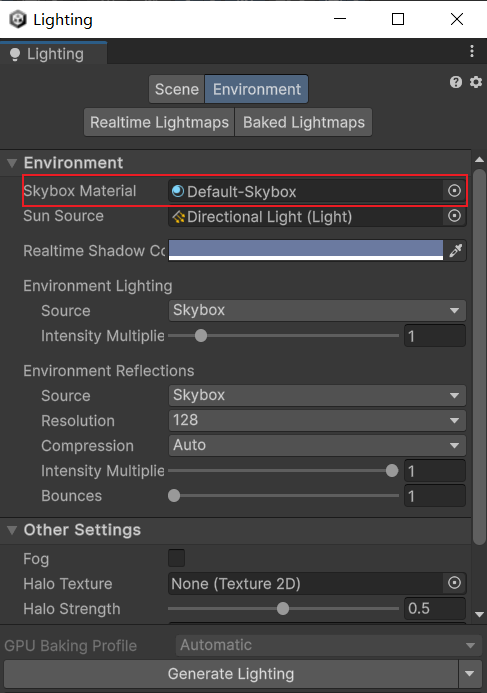 Lighting
Lighting
Scene Environment
Realtime Lightmaps Baked Lightmaps
Environment
Skybox Material Default-Skybox
Sun Source Directional Light (Light)
Realtime Shadow Co
Environment Lighting
Source Skybox
Intensity Multiplie 1
Environment Reflections
Source Skybox
Resolution 128
Compression Auto
Intensity Multiplie 1
Bounces 1
Other Settings
Fog
Halo Texture None (Texture 2D)
Halo Strength 0.5
GPU Baking Profile Automatic
Generate Lighting